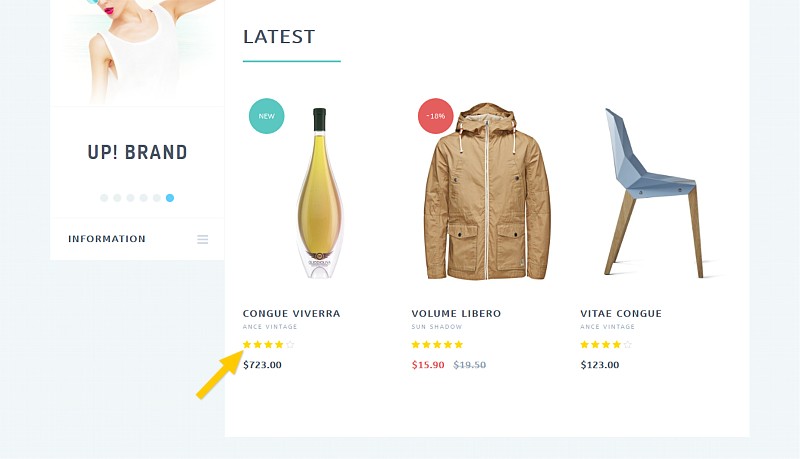 LATEST
NEW
-18%
UP! BRAND
INFORMATION
CONGUE VIVERRA
ANCE VINTAGE
$723.00
VOLUME LIBERO
SUN SHADOW
$15.90 $19.50
VITAE CONGUE
ANCE VINTAGE
$123.00